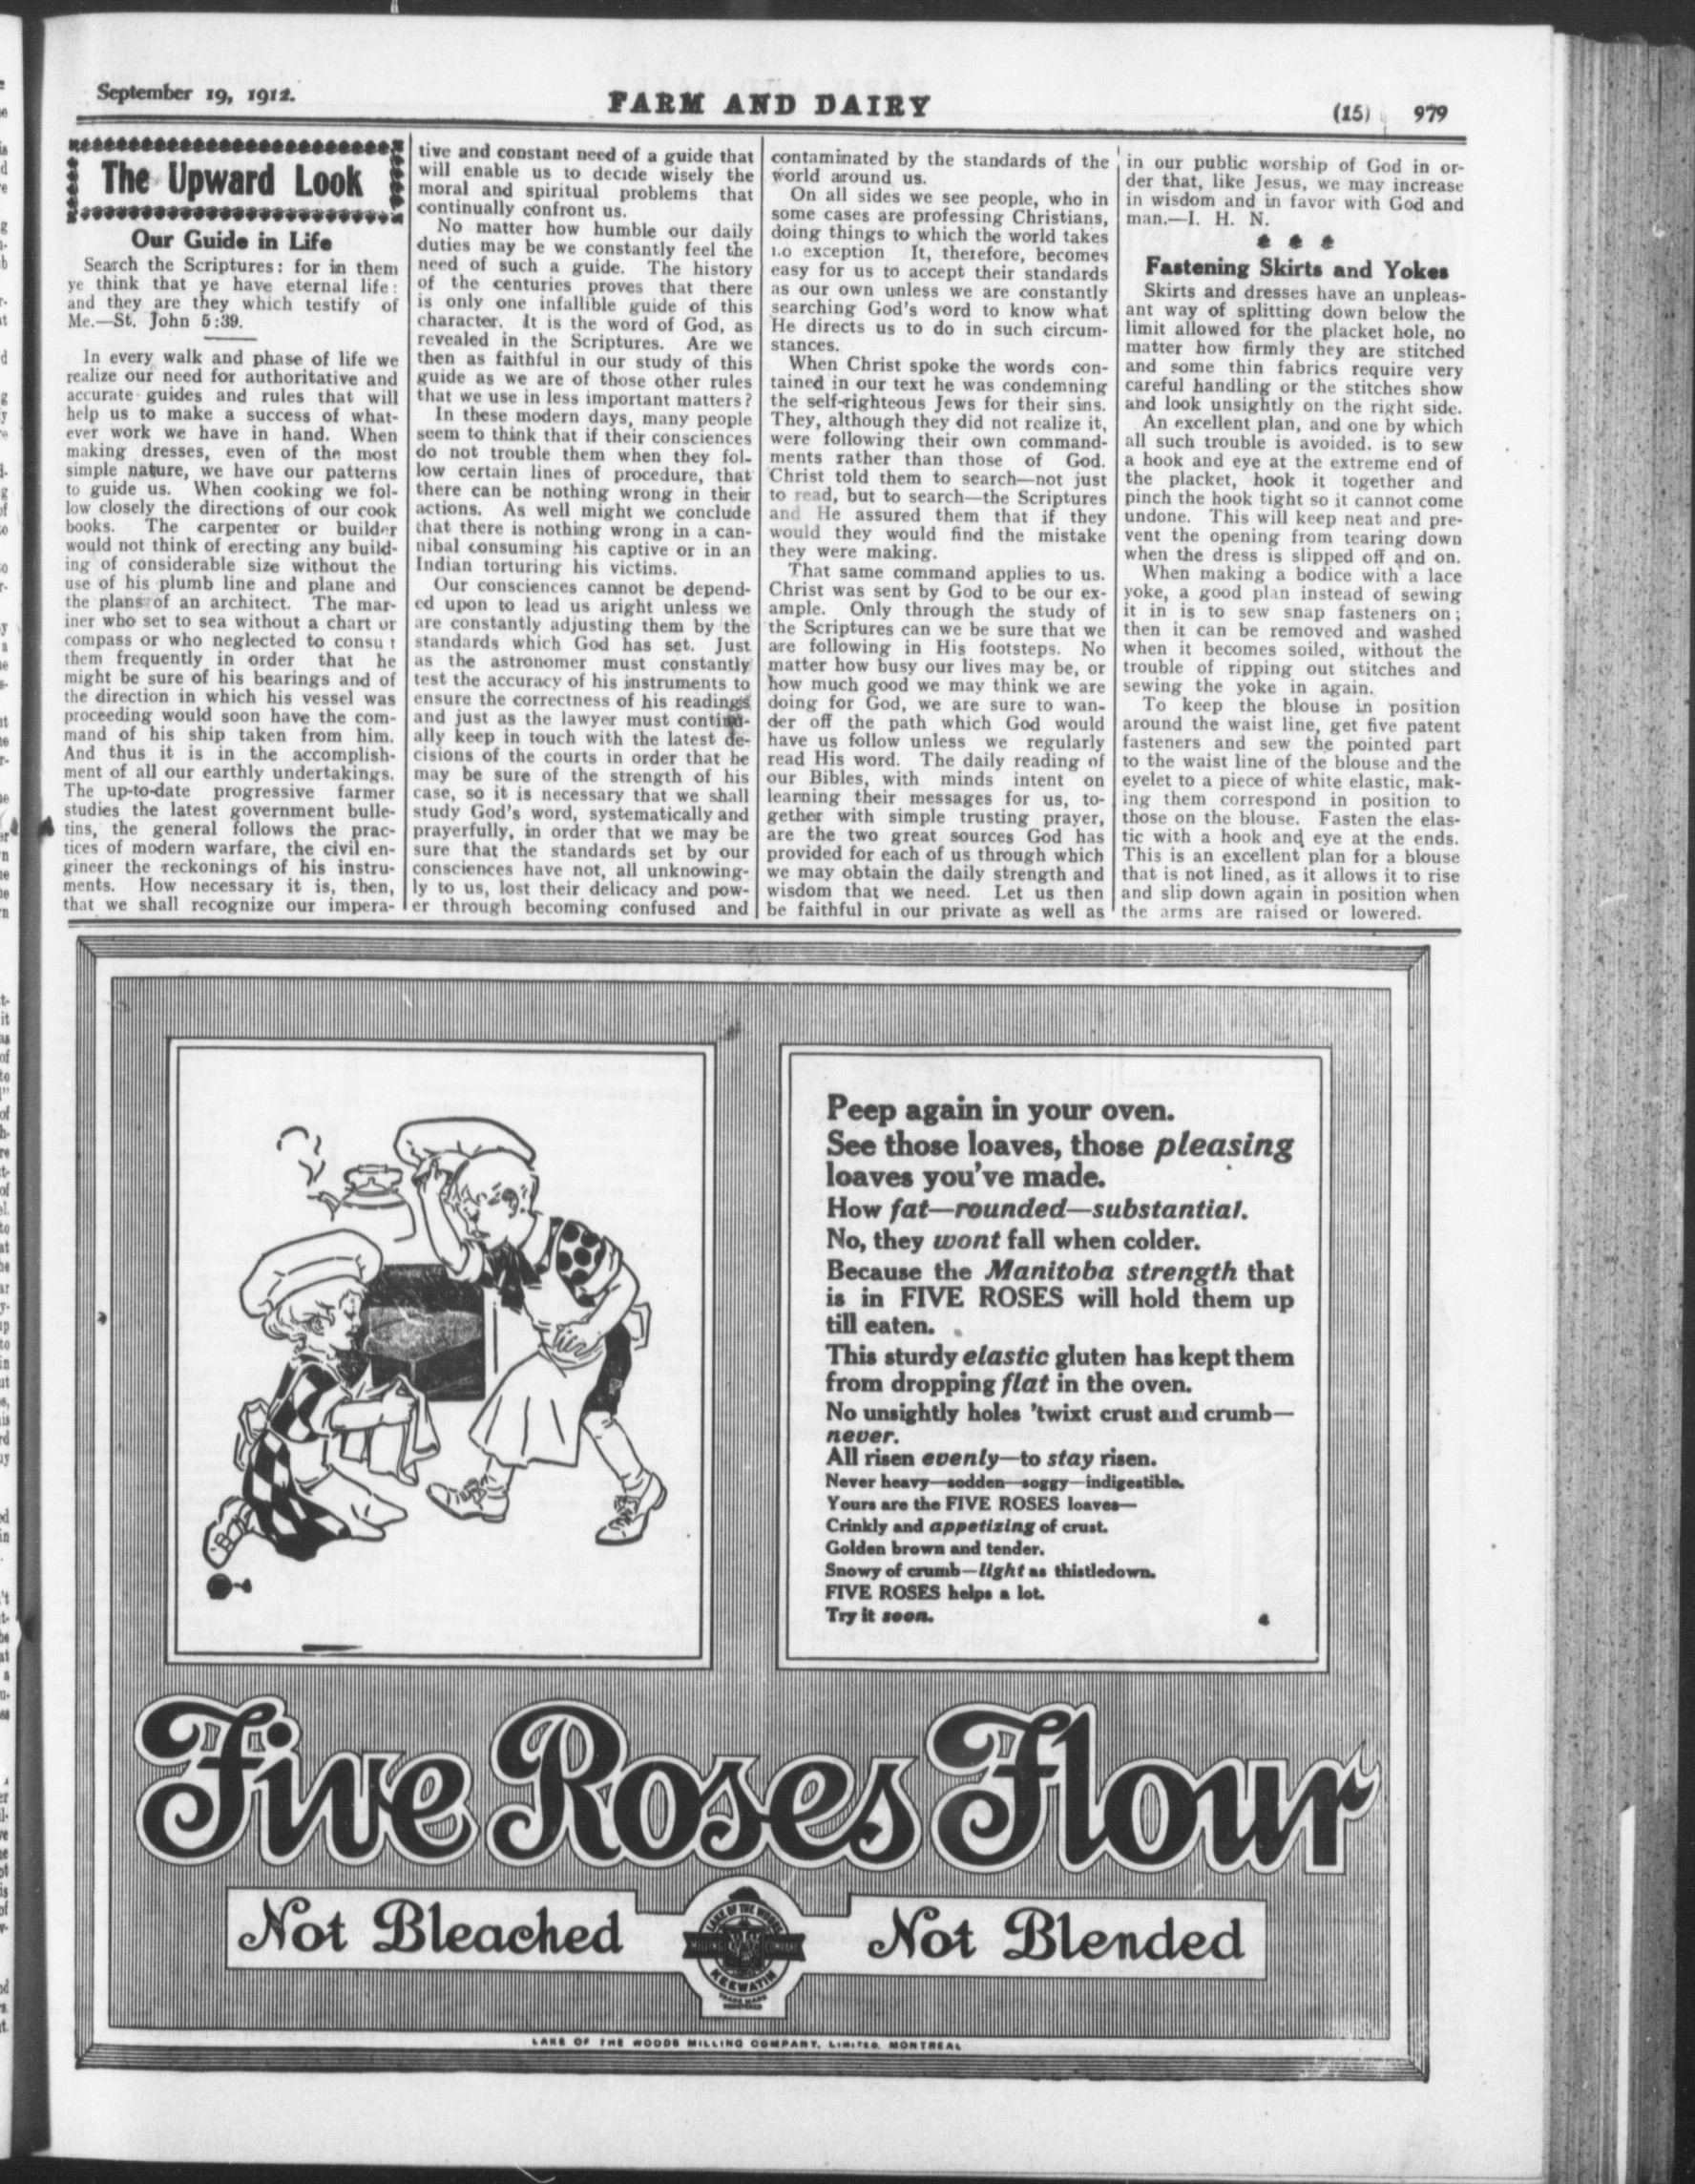 September 19, 1912.
FARM AND DAIRY
(15) 979
The Upward Look
Our Guide in Life
Search the Scriptures: for in them
ye think that ye have eternal life:
and they are they which testify of
Me.—St. John 5:39.
In every walk and phase of life we
realize our need for authoritative and
accurate guides and rules that will
help us to make a success of what-
ever work we have in hand. When
making dresses, even of the most
simple nature, we have our patterns
to guide us. When cooking we fol-
low closely the directions of our cook
books. The carpenter or builder
would not think of erecting any build-
ing of considerable size without the
use of his plumb line and plane and
the plans of an architect. The mar-
iner who set to sea without a chart or
compass or who neglected to consu t
them frequently in order that he
might be sure of his bearings and of
the direction in which his vessel was
proceeding would soon have the com-
mand of his ship taken from him.
And thus it is in the accomplish-
ment of all our earthly undertakings.
The up-to-date progressive farmer
studies the latest government bulle-
tins, the general follows the prac-
tices of modern warfare, the civil en-
gineer the reckonings of his instru-
ments. How necessary it is, then,
that we shall recognize our impera-
tive and constant need of a guide that
will enable us to decide wisely the
moral and spiritual problems that
continually confront us.
No matter how humble our daily
duties may be we constantly feel the
need of such a guide. The history
of the centuries proves that there
is only one infallible guide of this
character. It is the word of God, as
revealed in the Scriptures. Are we
then as faithful in our study of this
guide as we are of those other rules
that we use in less important matters?
In these modern days, many people
seem to think that if their consciences
do not trouble them when they fol-
low certain lines of procedure, that
there can be nothing wrong in their
actions. As well might we conclude
that there is nothing wrong in a can-
nibal consuming his captive or in an
Indian torturing his victims.
Our consciences cannot be depend-
ed upon to lead us aright unless we
are constantly adjusting them by the
standards which God has set. Just
as the astronomer must constantly
test the accuracy of his instruments to
ensure the correctness of his readings
and just as the lawyer must continu-
ally keep in touch with the latest de-
cisions of the courts in order that he
may be sure of the strength of his
case, so it is necessary that we shall
study God's word, systematically and
prayerfully, in order that we may be
sure that the standards set by our
consciences have not, all unknowing-
ly to us, lost their delicacy and pow-
er through becoming confused and
contaminated by the standards of the
world around us.
On all sides we see people, who in
some cases are professing Christians,
doing things to which the world takes
no exception It, therefore, becomes
easy for us to accept their standards
as our own unless we are constantly
searching God's word to know what
He directs us to do in such circum-
stances.
When Christ spoke the words con-
tained in our text he was condemning
the self-righteous Jews for their sins.
They, although they did not realize it,
were following their own command-
ments rather than those of God.
Christ told them to search—not just
to read, but to search—the Scriptures
and He assured them that if they
would they would find the mistake
they were making.
That same command applies to us.
Christ was sent by God to be our ex-
ample. Only through the study of
the Scriptures can we be sure that we
are following in His footsteps. No
matter how busy our lives may be, or
how much good we may think we are
doing for God, we are sure to wan-
der off the path which God would
have us follow unless we regularly
read His word. The daily reading of
our Bibles, with minds intent on
learning their messages for us, to-
gether with simple trusting prayer,
are the two great sources God has
provided for each of us through which
we may obtain the daily strength and
wisdom that we need. Let us then
be faithful in our private as well as
in our public worship of God in or-
der that, like Jesus, we may increase
in wisdom and in favor with God and
man.—I. H. N.
Fastening Skirts and Yokes
Skirts and dresses have an unpleas-
ant way of splitting down below the
limit allowed for the placket hole, no
matter how firmly they are stitched
and some thin fabrics require very
careful handling or the stitches show
and look unsightly on the right side.
An excellent plan, and one by which
all such trouble is avoided, is to sew
a hook and eye at the extreme end of
the placket, hook it together and
pinch the hook tight so it cannot come
undone. This will keep neat and pre-
vent the opening from tearing down
when the dress is slipped off and on.
When making a bodice with a lace
yoke, a good plan instead of sewing
it in is to sew snap fasteners on;
then it can be removed and washed
when it becomes soiled, without the
trouble of ripping out stitches and
sewing the yoke in again.
To keep the blouse in position
around the waist line, get five patent
fasteners and sew the pointed part
to the waist line of the blouse and the
eyelet to a piece of white elastic, mak-
ing them correspond in position to
those on the blouse. Fasten the elas-
tic with a hook and eye at the ends.
This is an excellent plan for a blouse
that is not lined, as it allows it to rise
and slip down again in position when
the arms are raised or lowered.
Peep again in your oven.
See those loaves, those pleasing
loaves you've made.
How fat—rounded—substantial.
No, they wont fall when colder.
Because the Manitoba strength that
is in FIVE ROSES will hold them up
till eaten.
This sturdy elastic gluten has kept them
from dropping flat in the oven.
No unsightly holes 'twixt crust and crumb—
never.
All risen evenly—to stay risen.
Never heavy—sodden—soggy—indigestible.
Yours are the FIVE ROSES loaves—
Crinkly and appetizing of crust.
Golden brown and tender.
Snowy of crumb—light as thistledown.
FIVE ROSES helps a lot.
Try it soon.
4
Five Roses Flour
Not Bleached
LAKE OF THE WOODS
MILLING COMPANY
KEEWATIN
TRADE MARK
REGISTERED
Not Blended
LAKE OF THE WOODS MILLING COMPANY, LIMITED, MONTREAL